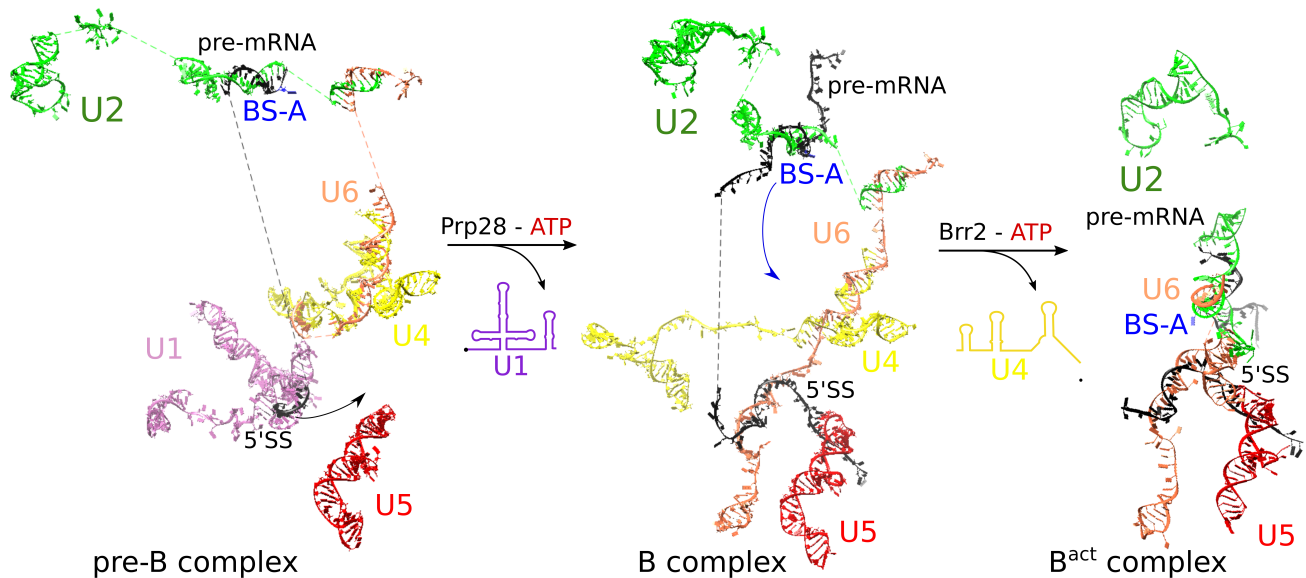 pre-mRNA
U2
BS-A
U6
U4
U1
5'SS
U5
pre-B complex
Prp28 - ATP
U1
U2
pre-mRNA
BS-A
U6
U4
5'SS
U5
B complex
Brr2 - ATP
U4
U2
pre-mRNA
U6
BS-A
5'SS
U5
Bact complex